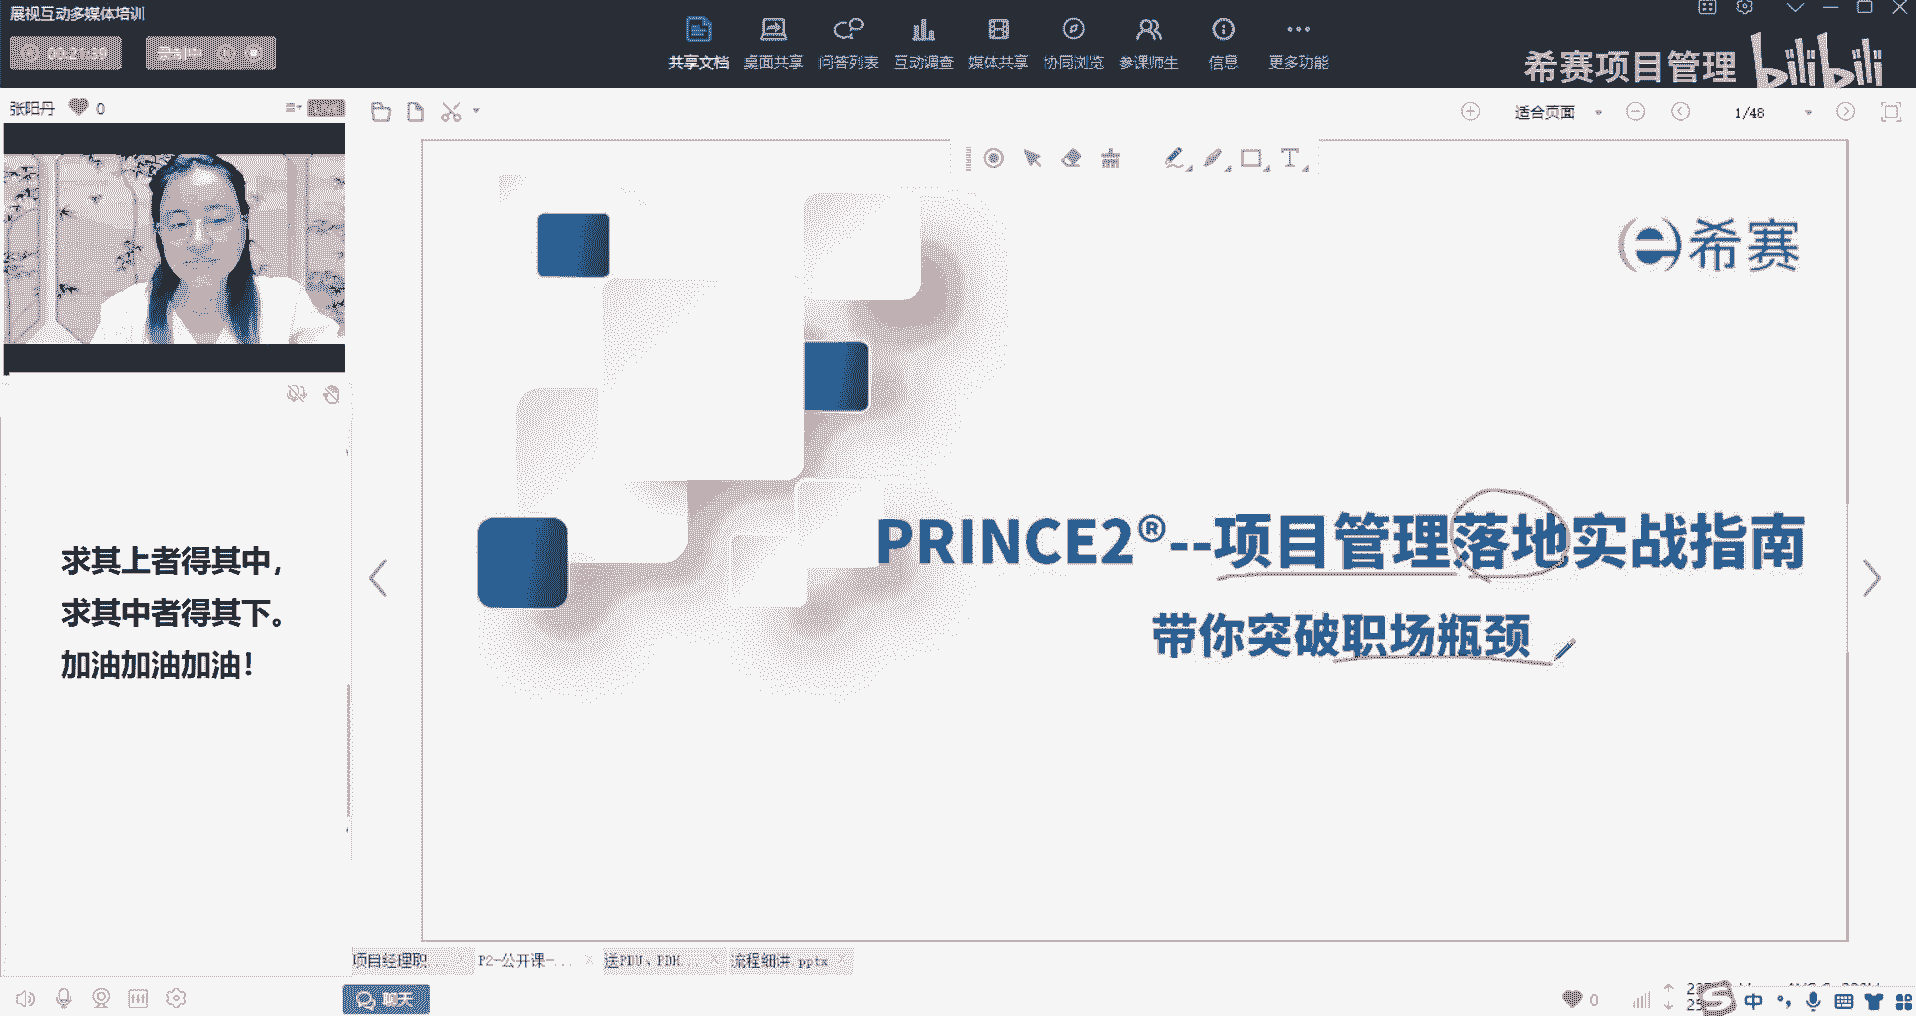 展视互动多媒体培训
共享文档 桌面共享 问答列表 互动调查 媒体共享 协同浏览 参课师生 信息 更多功能
希赛项目管理 bilibili
张阳丹 0
适合页面 1/48
希赛
PRINCE2®--项目管理落地实战指南
带你突破职场瓶颈
求其上者得其中，
求其中者得其下。
加油加油加油！
项目经理职... P2-公开课-... 送PDU、PDK... 流程细讲.pptx
聊天 0 中